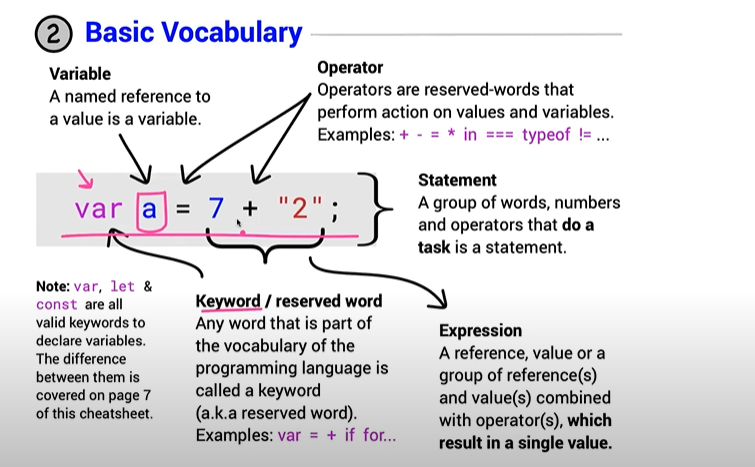 2 Basic Vocabulary
Variable
A named reference to
a value is a variable.
Operator
Operators are reserved-words that
perform action on values and variables.
Examples: + - = * in === typeof != ...
var a = 7 + "2";
Statement
A group of words, numbers
and operators that do a
task is a statement.
Note: var, let &
const are all
valid keywords to
declare variables.
The difference
between them is
covered on page 7
of this cheatsheet.
Keyword / reserved word
Any word that is part of
the vocabulary of the
programming language is
called a keyword
(a.k.a reserved word).
Examples: var = + if for...
Expression
A reference, value or a
group of reference(s)
and value(s) combined
with operator(s), which
result in a single value.